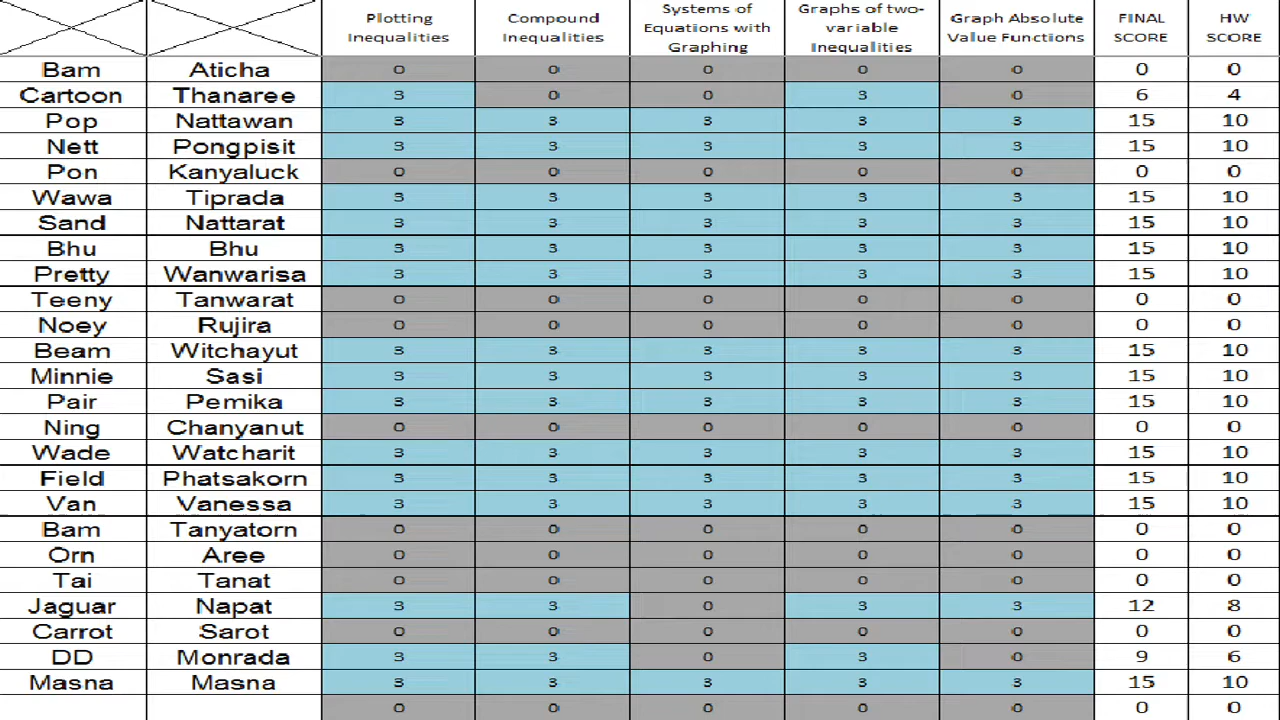 Plotting Inequalities Compound Inequalities Systems of Equations with Graphing Graphs of two-variable Inequalities Graph Absolute Value Functions FINAL SCORE HW SCORE
Bam Aticha 0 0 0 0 0 0 0
Cartoon Thanaree 3 0 0 3 0 6 4
Pop Nattawan 3 3 3 3 3 15 10
Nett Pongpisit 3 3 3 3 3 15 10
Pon Kanyaluck 0 0 0 0 0 0 0
Wawa Tiprada 3 3 3 3 3 15 10
Sand Nattarat 3 3 3 3 3 15 10
Bhu Bhu 3 3 3 3 3 15 10
Pretty Wanwarisa 3 3 3 3 3 15 10
Teeny Tanwarat 0 0 0 0 0 0 0
Noey Rujira 0 0 0 0 0 0 0
Beam Witchayut 3 3 3 3 3 15 10
Minnie Sasi 3 3 3 3 3 15 10
Pair Pemika 3 3 3 3 3 15 10
Ning Chanyanut 0 0 0 0 0 0 0
Wade Watcharit 3 3 3 3 3 15 10
Field Phatsakorn 3 3 3 3 3 15 10
Van Vanessa 3 3 3 3 3 15 10
Bam Tanyatorn 0 0 0 0 0 0 0
Orn Aree 0 0 0 0 0 0 0
Tai Tanat 0 0 0 0 0 0 0
Jaguar Napat 3 3 0 3 3 12 8
Carrot Sarot 0 0 0 0 0 0 0
DD Monrada 3 3 0 3 0 9 6
Masna Masna 3 3 3 3 3 15 10
0 0 0 0 0 0 0